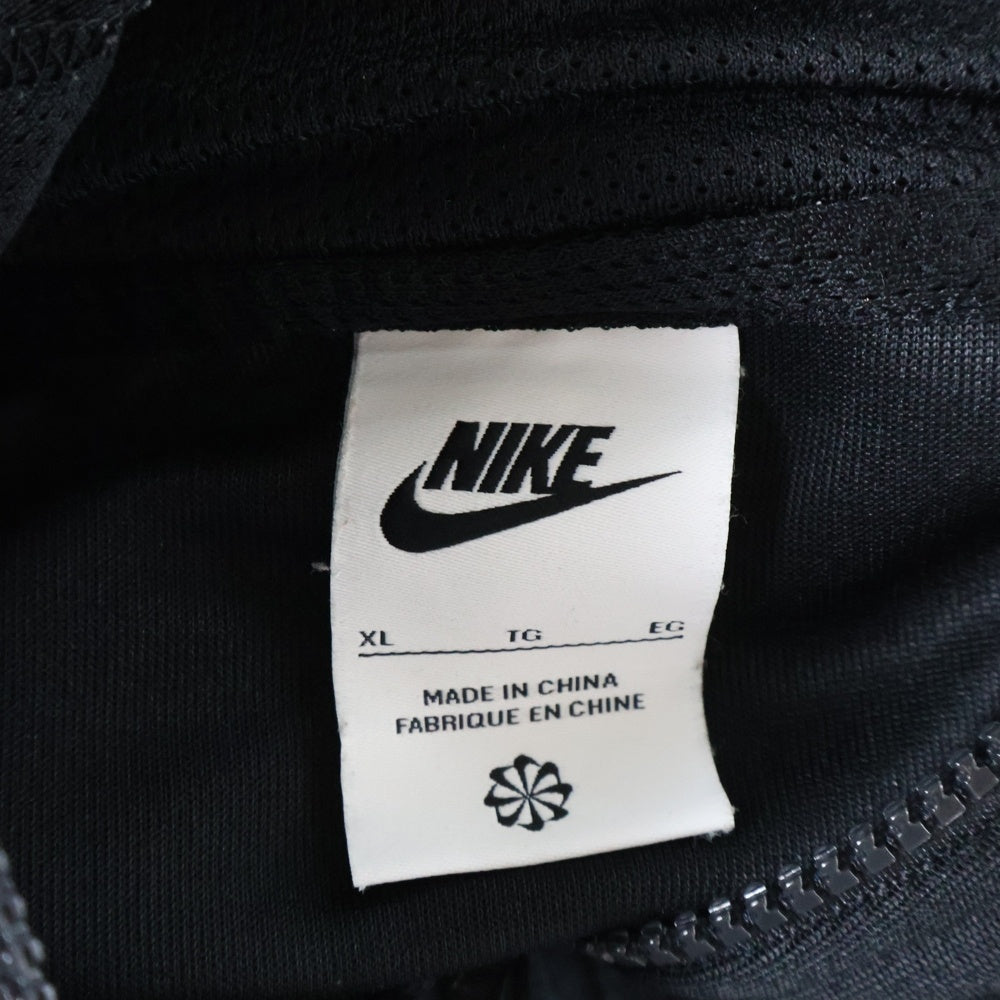 NIKE
XL TG EG
MADE IN CHINA
FABRIQUE EN CHINE